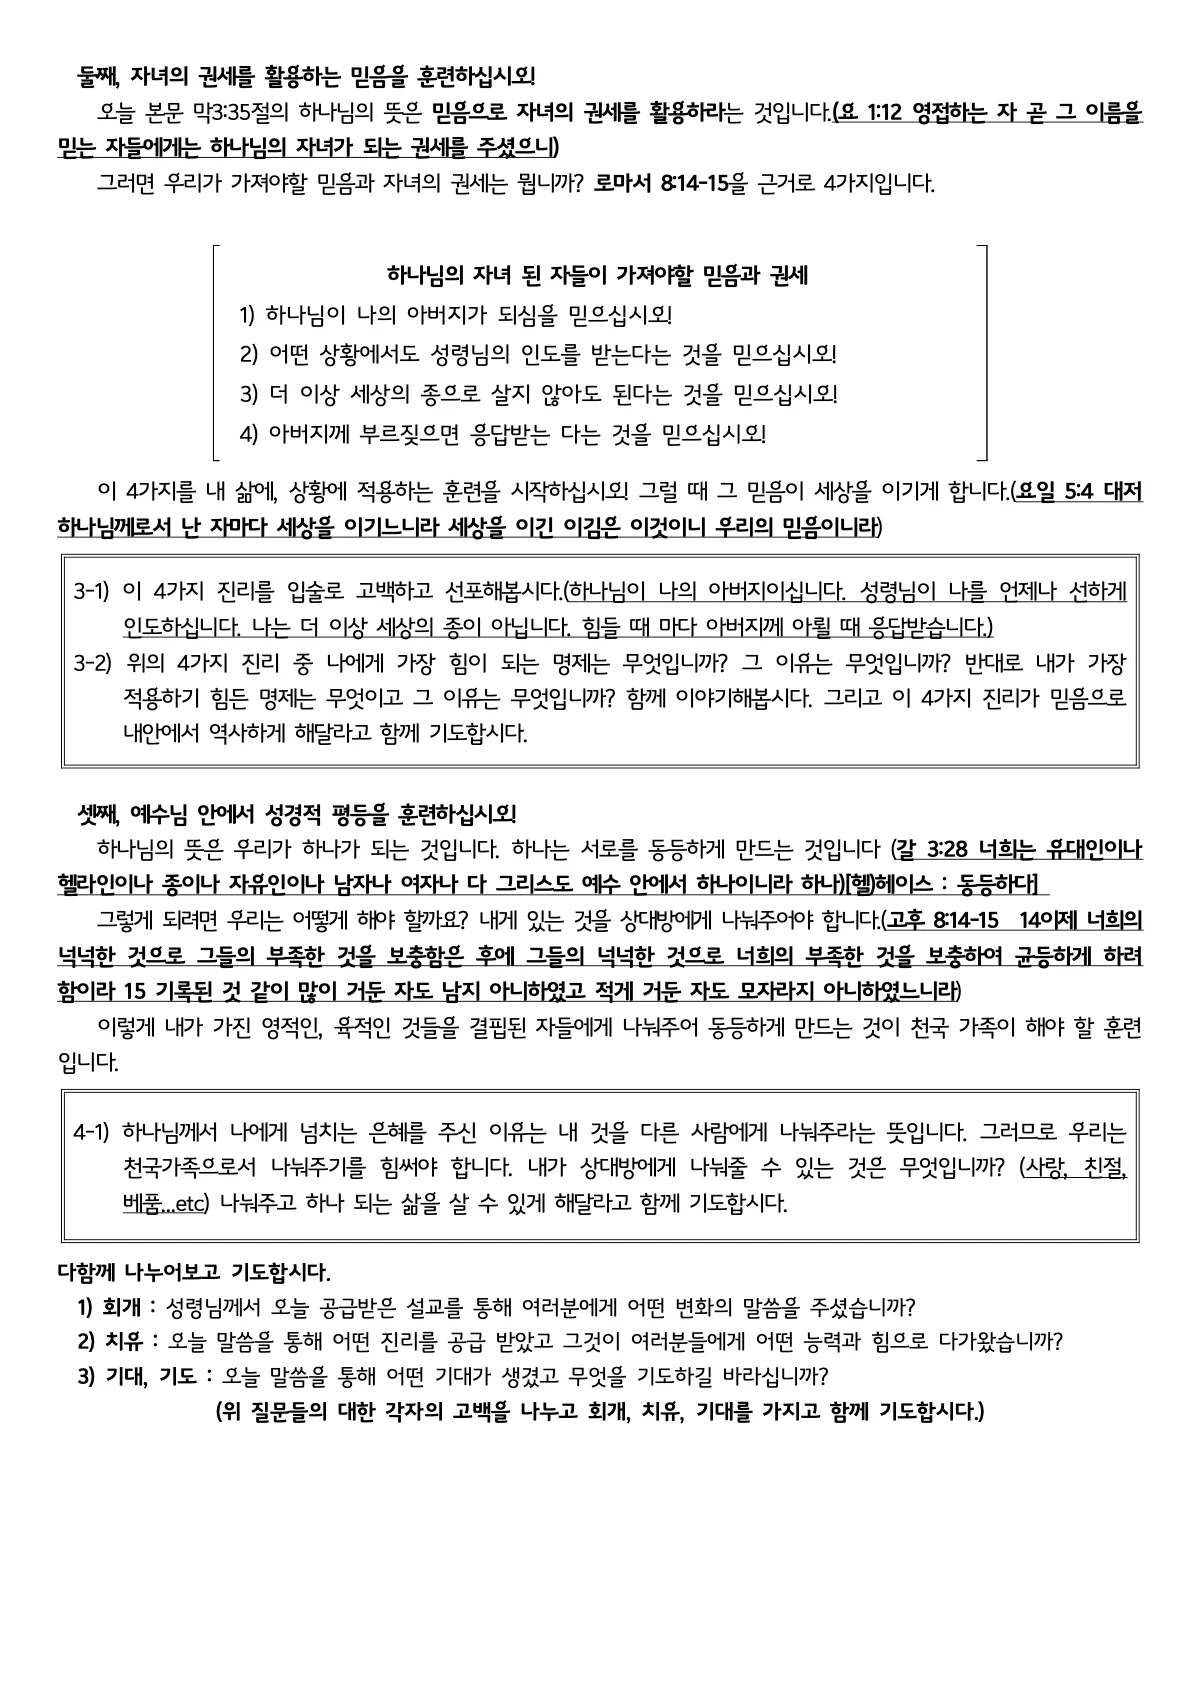 둘째, 자녀의 권세를 활용하는 믿음을 훈련하십시오!
오늘 본문 막3:35절의 하나님의 뜻은 믿음으로 자녀의 권세를 활용하라는 것입니다.(요 1:12 영접하는 자 곧 그 이름을
믿는 자들에게는 하나님의 자녀가 되는 권세를 주셨으니)
그러면 우리가 가져야할 믿음과 자녀의 권세는 뭡니까? 로마서 8:14-15을 근거로 4가지입니다.
하나님의 자녀 된 자들이 가져야할 믿음과 권세
1) 하나님이 나의 아버지가 되심을 믿으십시오!
2) 어떤 상황에서도 성령님의 인도를 받는다는 것을 믿으십시오!
3) 더 이상 세상의 종으로 살지 않아도 된다는 것을 믿으십시오!
4) 아버지께 부르짖으면 응답받는 다는 것을 믿으십시오!
이 4가지를 내 삶에, 상황에 적용하는 훈련을 시작하십시오! 그럴 때 그 믿음이 세상을 이기게 합니다.(요일 5:4 대저
하나님께로서 난 자마다 세상을 이기느니라 세상을 이긴 이김은 이것이니 우리의 믿음이니라)
3-1) 이 4가지 진리를 입술로 고백하고 선포해봅시다.(하나님이 나의 아버지이십니다. 성령님이 나를 언제나 선하게
인도하십니다. 나는 더 이상 세상의 종이 아닙니다. 힘들 때 마다 아버지께 아뢸 때 응답받습니다.)
3-2) 위의 4가지 진리 중 나에게 가장 힘이 되는 명제는 무엇입니까? 그 이유는 무엇입니까? 반대로 내가 가장
적용하기 힘든 명제는 무엇이고 그 이유는 무엇입니까? 함께 이야기해봅시다. 그리고 이 4가지 진리가 믿음으로
내안에서 역사하게 해달라고 함께 기도합시다.
셋째, 예수님 안에서 성경적 평등을 훈련하십시오!
하나님의 뜻은 우리가 하나가 되는 것입니다. 하나는 서로를 동등하게 만드는 것입니다 (갈 3:28 너희는 유대인이나
헬라인이나 종이나 자유인이나 남자나 여자나 다 그리스도 예수 안에서 하나이니라 하나)[헬)헤이스 : 동등하다]
그렇게 되려면 우리는 어떻게 해야 할까요? 내게 있는 것을 상대방에게 나눠주어야 합니다.(고후 8:14-15 14이제 너희의
넉넉한 것으로 그들의 부족한 것을 보충함은 후에 그들의 넉넉한 것으로 너희의 부족한 것을 보충하여 균등하게 하려
함이라 15 기록된 것 같이 많이 거둔 자도 남지 아니하였고 적게 거둔 자도 모자라지 아니하였느니라)
이렇게 내가 가진 영적인, 육적인 것들을 결핍된 자들에게 나눠주어 동등하게 만드는 것이 천국 가족이 해야 할 훈련
입니다.
4-1) 하나님께서 나에게 넘치는 은혜를 주신 이유는 내 것을 다른 사람에게 나눠주라는 뜻입니다. 그러므로 우리는
천국가족으로서 나눠주기를 힘써야 합니다. 내가 상대방에게 나눠줄 수 있는 것은 무엇입니까? (사랑, 친절,
베품...etc) 나눠주고 하나 되는 삶을 살 수 있게 해달라고 함께 기도합시다.
다함께 나누어보고 기도합시다.
1) 회개 : 성령님께서 오늘 공급받은 설교를 통해 여러분에게 어떤 변화의 말씀을 주셨습니까?
2) 치유 : 오늘 말씀을 통해 어떤 진리를 공급 받았고 그것이 여러분들에게 어떤 능력과 힘으로 다가왔습니까?
3) 기대, 기도 : 오늘 말씀을 통해 어떤 기대가 생겼고 무엇을 기도하길 바라십니까?
(위 질문들의 대한 각자의 고백을 나누고 회개, 치유, 기대를 가지고 함께 기도합시다.)